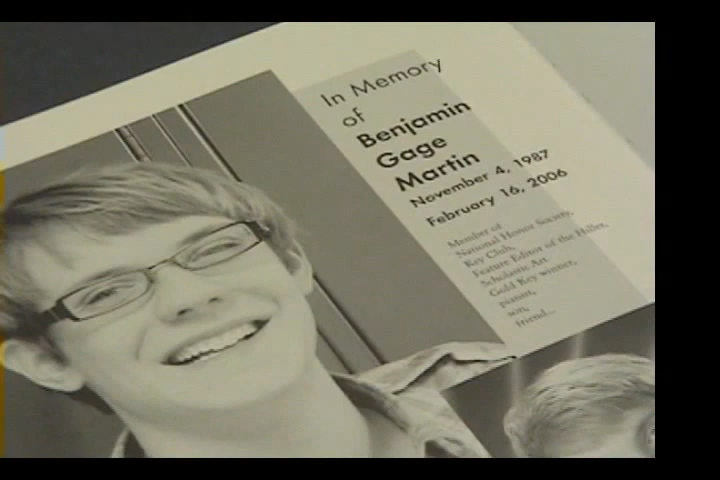 In Memory
of
Benjamin
Gage
Martin
November 4, 1987
February 16, 2006
Member of
National Honor Society,
Key Club,
Feature Editor of the Hiller,
Scholastic Art
Gold Key winner,
pianist,
son,
friend...